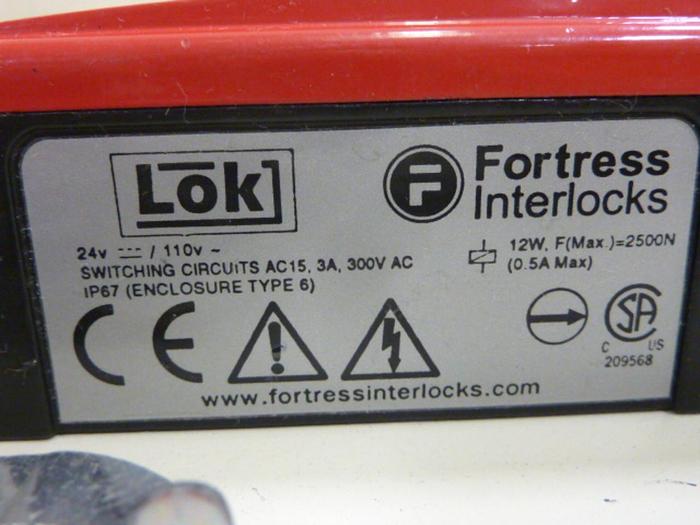 Lok
F Fortress
Interlocks
24v ⎓ / 110v ~
SWITCHING CIRCUITS AC15, 3A, 300V AC
IP67 (ENCLOSURE TYPE 6)
12W, F(Max.)=2500N
(0.5A Max)
CE
SA
C US
209568
www.fortressinterlocks.com